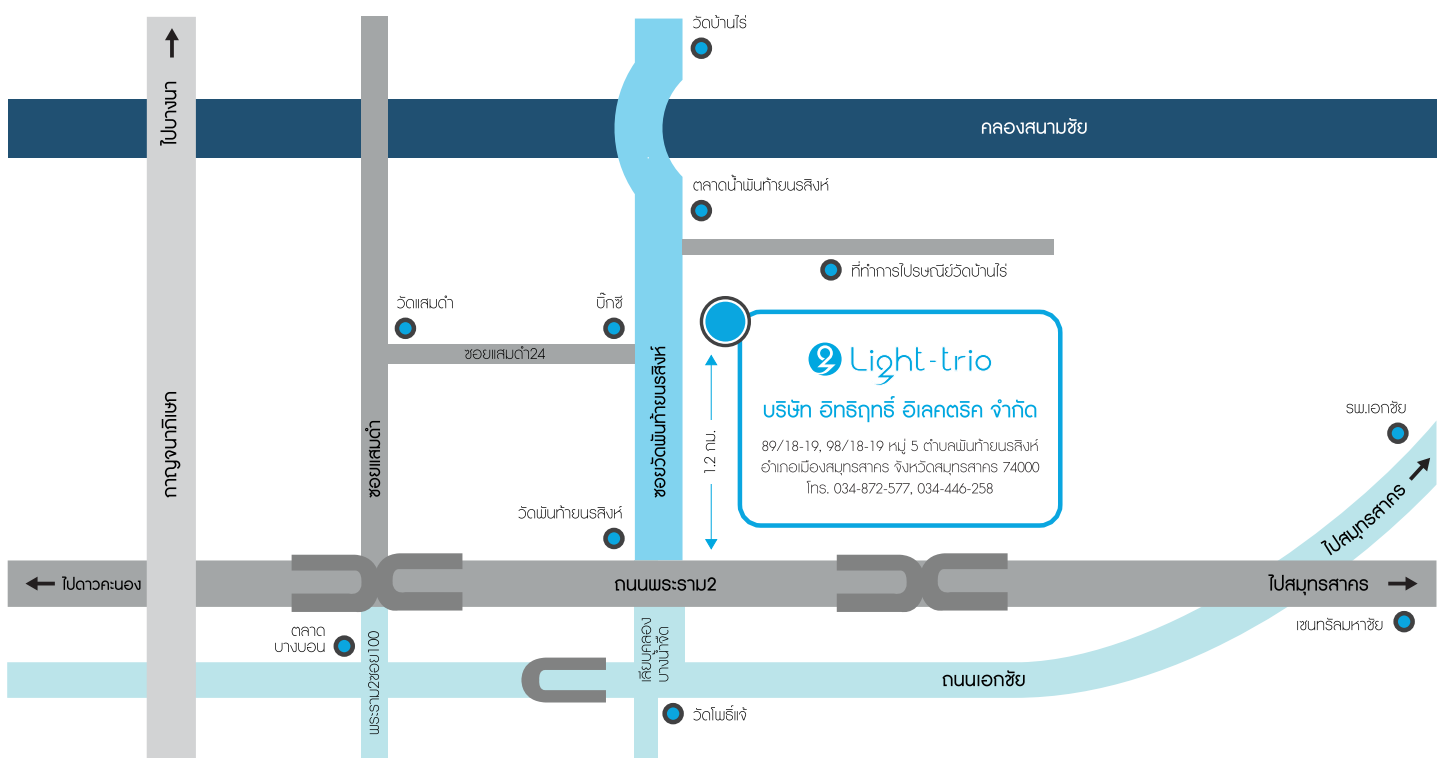 วัดบ้านไร่
ไปบางนา
คลองสนามชัย
ตลาดน้ำพันท้ายนรสิงห์
ที่ทำการไปรษณีย์วัดบ้านไร่
วัดแสมดำ
บิ๊กซี
ซอยแสมดำ24
Light-trio
บริษัท อิทธิฤทธิ์ อิเลคตริค จำกัด
89/18-19, 98/18-19 หมู่ 5 ตำบลพันท้ายนรสิงห์
อำเภอเมืองสมุทรสาคร จังหวัดสมุทรสาคร 74000
โทร. 034-872-577, 034-446-258
1.2 กม.
ซอยวัดพันท้ายนรสิงห์
กาญจนาภิเษก
ซอยแสมดำ
รพ.เอกชัย
วัดพันท้ายนรสิงห์
ไปสมุทรสาคร
ไปดาวคะนอง
ถนนพระราม2
ไปสมุทรสาคร
เซนทรัลมหาชัย
ตลาด
บางบอน
พระราม2ซอย100
เลียบคลอง
บางน้ำจืด
ถนนเอกชัย
วัดโพธิ์แจ้